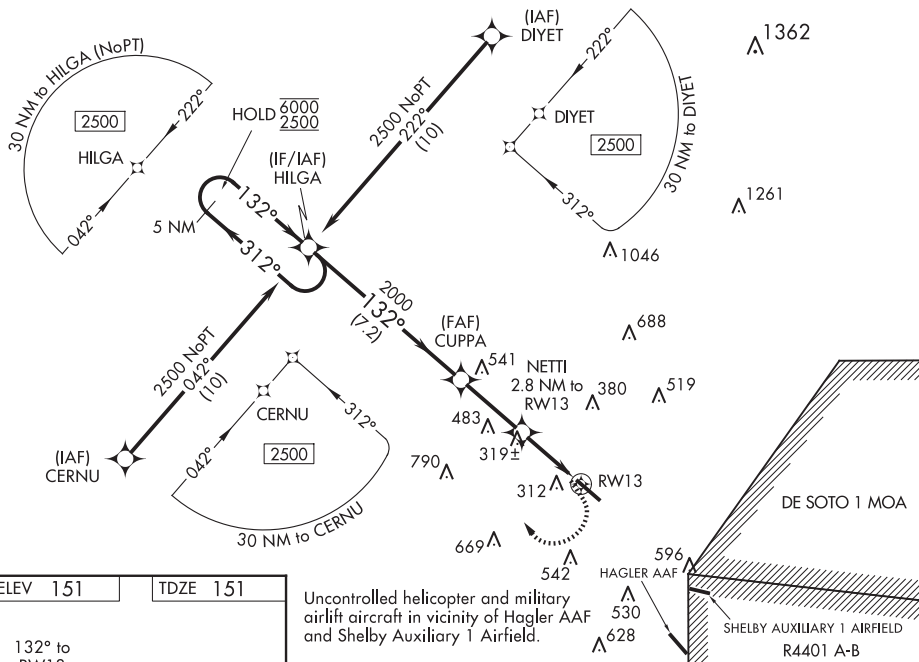 (IAF)
DIYET
1362
30 NM to HILGA (NoPT)
2500
222°
HILGA
042°
HOLD 6000
2500
(IF/IAF)
HILGA
2500 NoPT
222°
(10)
222°
DIYET
2500
312°
30 NM to DIYET
1261
1046
5 NM
132°
312°
2000
132°
(7.2)
688
(FAF)
CUPPA
541
NETTI
2.8 NM to
RW13
380
519
2500 NoPT
042°
(10)
(IAF)
CERNU
CERNU
312°
042°
2500
30 NM to CERNU
483
319±
790
312
RW13
669
542
DE SOTO 1 MOA
596
HAGLER AAF
530
628
SHELBY AUXILIARY 1 AIRFIELD
R4401 A-B
ELEV 151
TDZE 151
132° to
RW13
Uncontrolled helicopter and military
airlift aircraft in vicinity of Hagler AAF
and Shelby Auxiliary 1 Airfield.